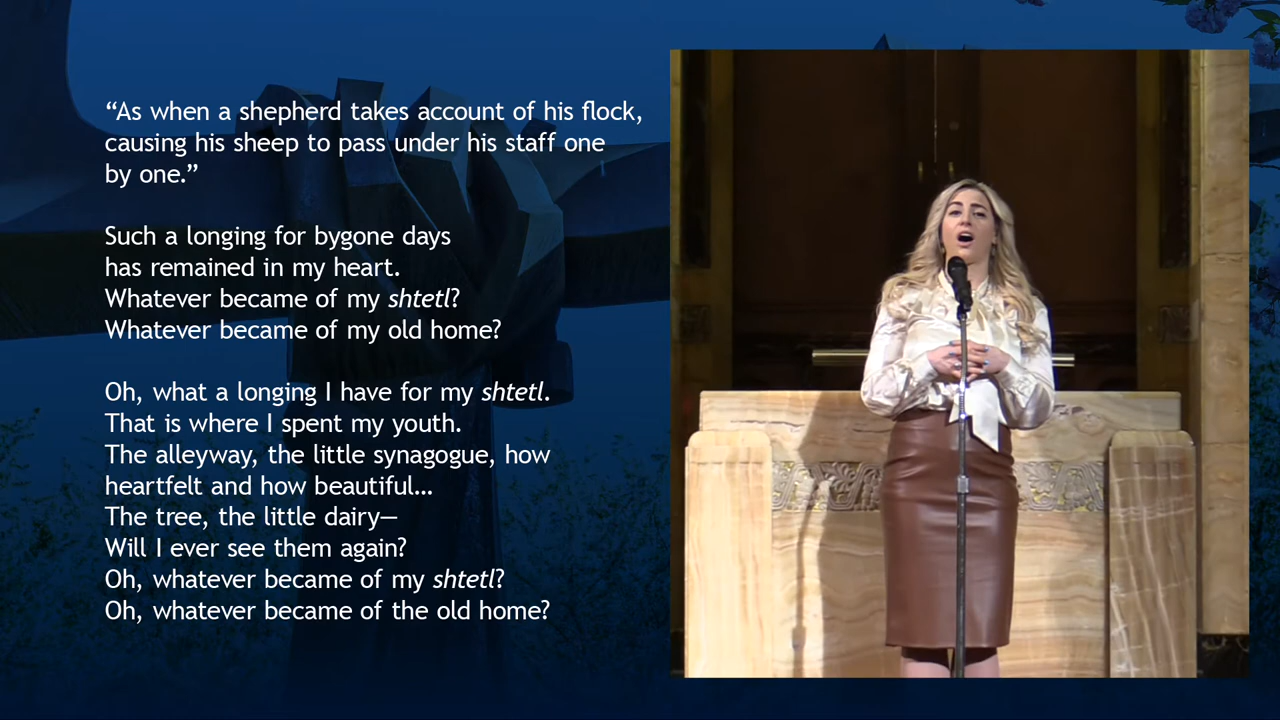 “As when a shepherd takes account of his flock,
causing his sheep to pass under his staff one
by one.”
Such a longing for bygone days
has remained in my heart.
Whatever became of my shtetl?
Whatever became of my old home?
Oh, what a longing I have for my shtetl.
That is where I spent my youth.
The alleyway, the little synagogue, how
heartfelt and how beautiful…
The tree, the little dairy—
Will I ever see them again?
Oh, whatever became of my shtetl?
Oh, whatever became of the old home?